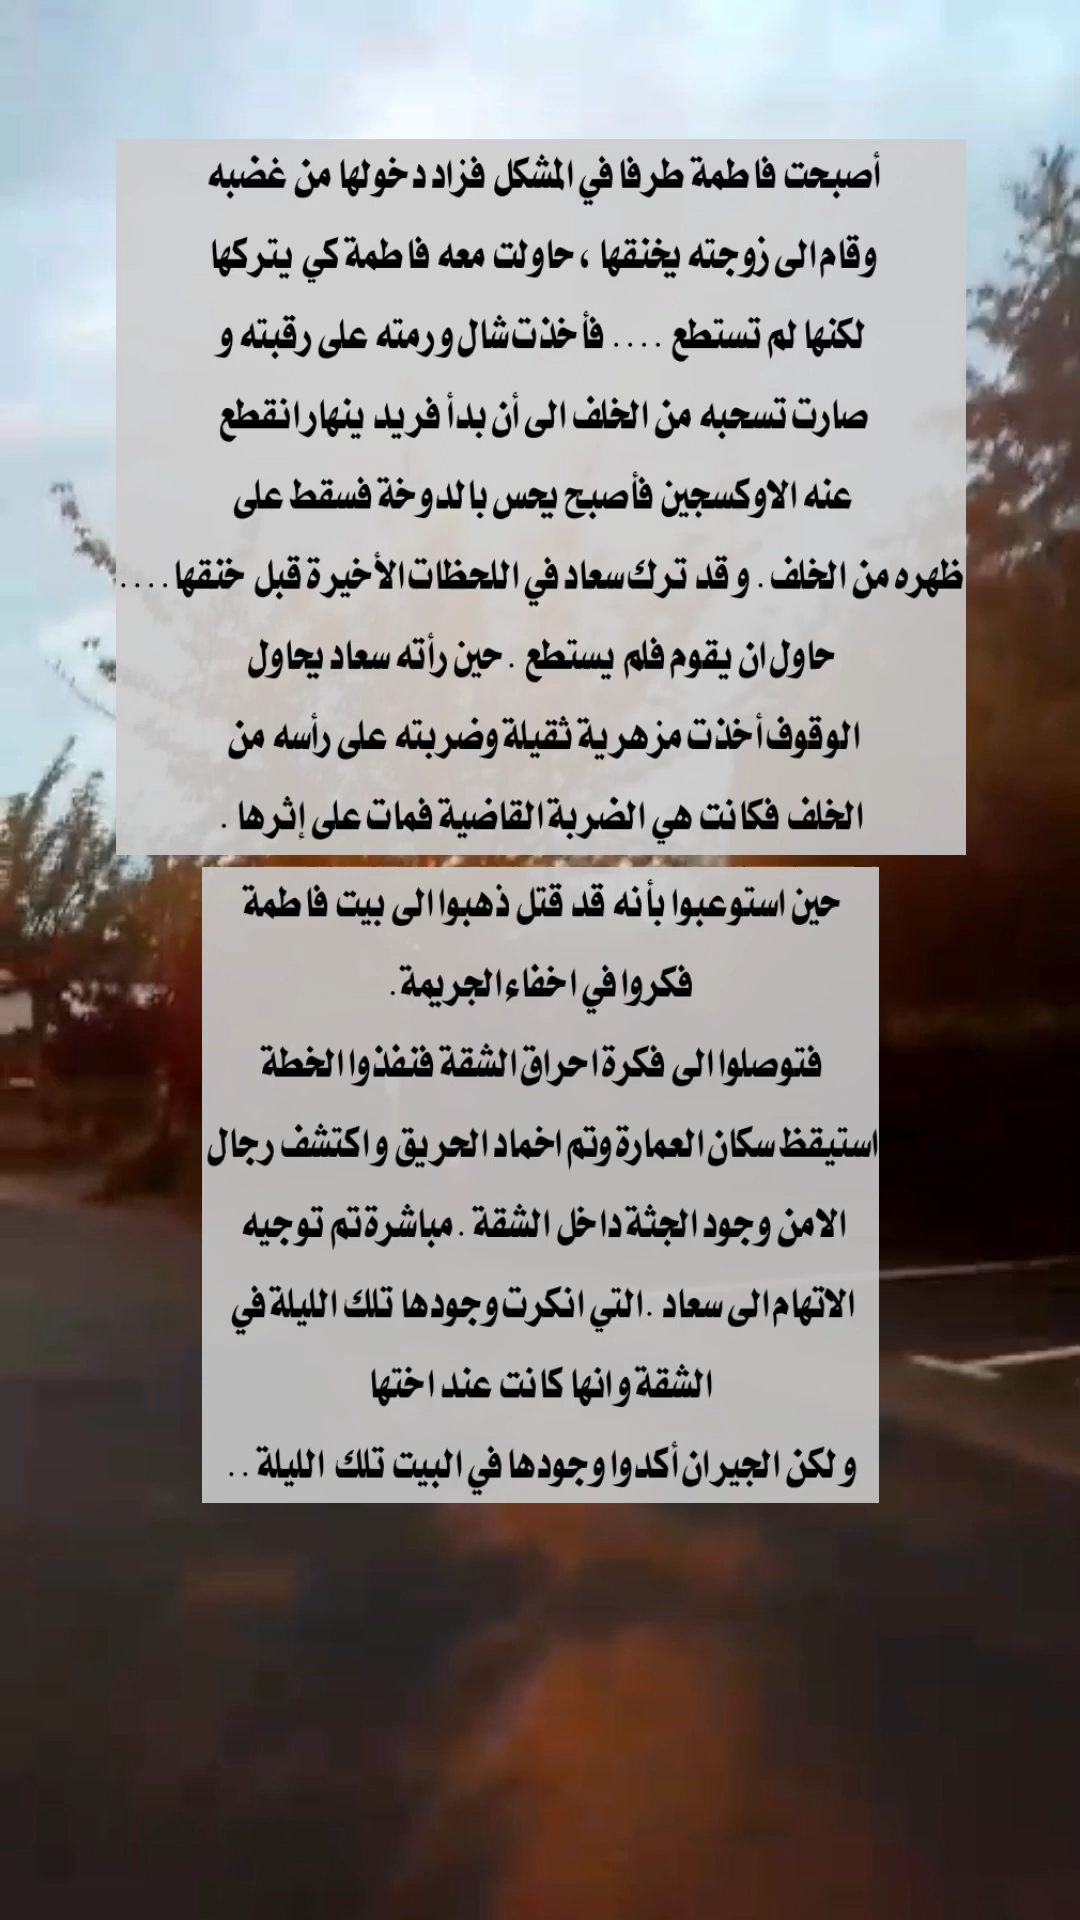 أصبحت فاطمة طرفا في المشكل فزاد دخولها من غضبه
وقام الى زوجته يخنقها ، حاولت معه فاطمة كي يتركها
لكنها لم تستطع .... فأخذت شال ورمته على رقبته و
صارت تسحبه من الخلف الى أن بدأ فريد ينهار انقطع
عنه الاوكسجين فأصبح يحس بالدوخة فسقط على
ظهره من الخلف. و قد ترك سعاد في اللحظات الأخيرة قبل خنقها ....
حاول ان يقوم فلم يستطع . حين رأته سعاد يحاول
الوقوف أخذت مزهرية ثقيلة وضربته على رأسه من
الخلف فكانت هي الضربة القاضية فمات على إثرها .
حين استوعبوا بأنه قد قتل ذهبوا الى بيت فاطمة
فكروا في اخفاء الجريمة.
فتوصلوا الى فكرة احراق الشقة فنفذوا الخطة
استيقظ سكان العمارة وتم اخماد الحريق و اكتشف رجال
الامن وجود الجثة داخل الشقة . مباشرة تم توجيه
الاتهام الى سعاد .التي انكرت وجودها تلك الليلة في
الشقة و انها كانت عند اختها
و لكن الجيران أكدوا وجودها في البيت تلك الليلة ..